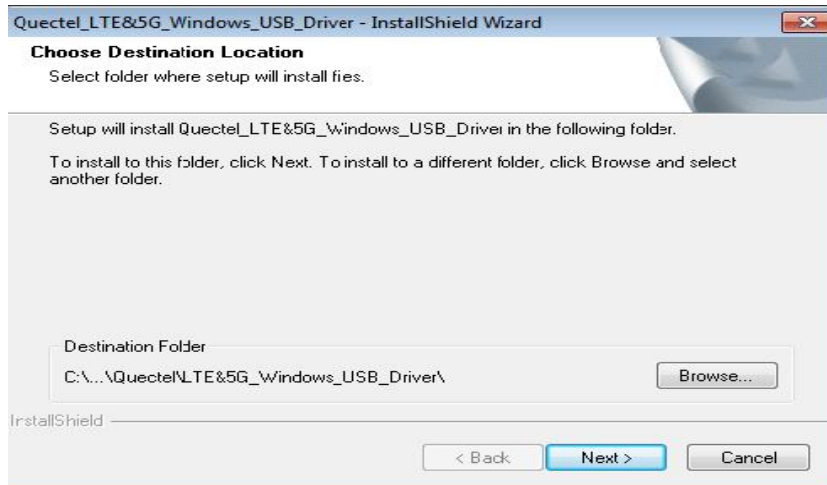 Quectel_LTE&5G_Windows_USB_Driver - InstallShield Wizard
Choose Destination Location
Select folder where setup will install files.
Setup will install Quectel_LTE&5G_Windows_USB_Driver in the following folder.
To install to this folder, click Next. To install to a different folder, click Browse and select
another folder.
Destination Folder
C:\...\Quectel\LTE&5G_Windows_USB_Driver\
Browse...
InstallShield
< Back
Next >
Cancel